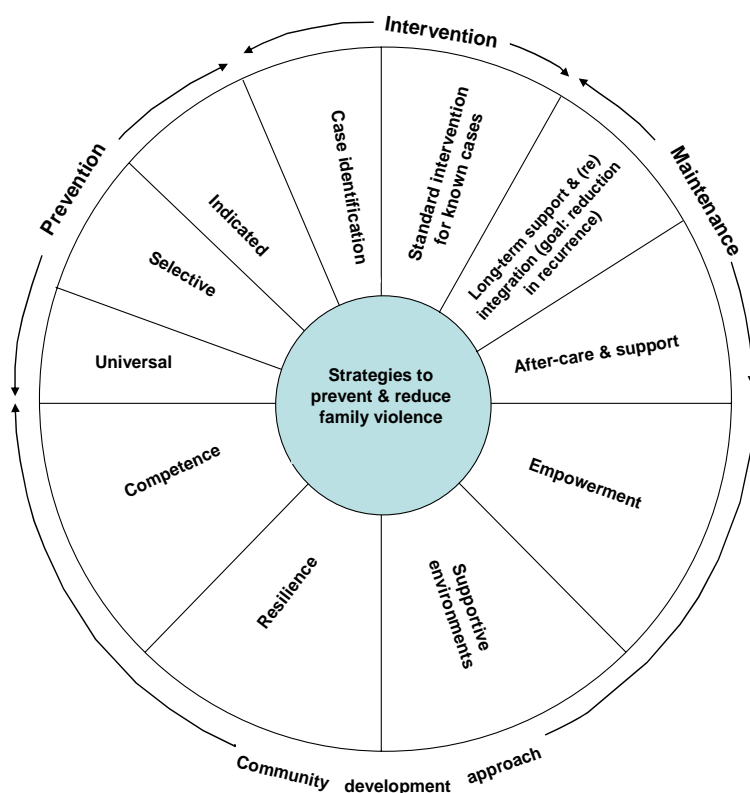 Intervention
Prevention
Maintenance
Universal
Selective
Indicated
Case identification
Standard intervention
for known cases
Long-term support & (re)
integration (goal: reduction
in recurrence)
After-care & support
Strategies to
prevent & reduce
family violence
Competence
Resilience
Supportive
environments
Empowerment
Community development approach